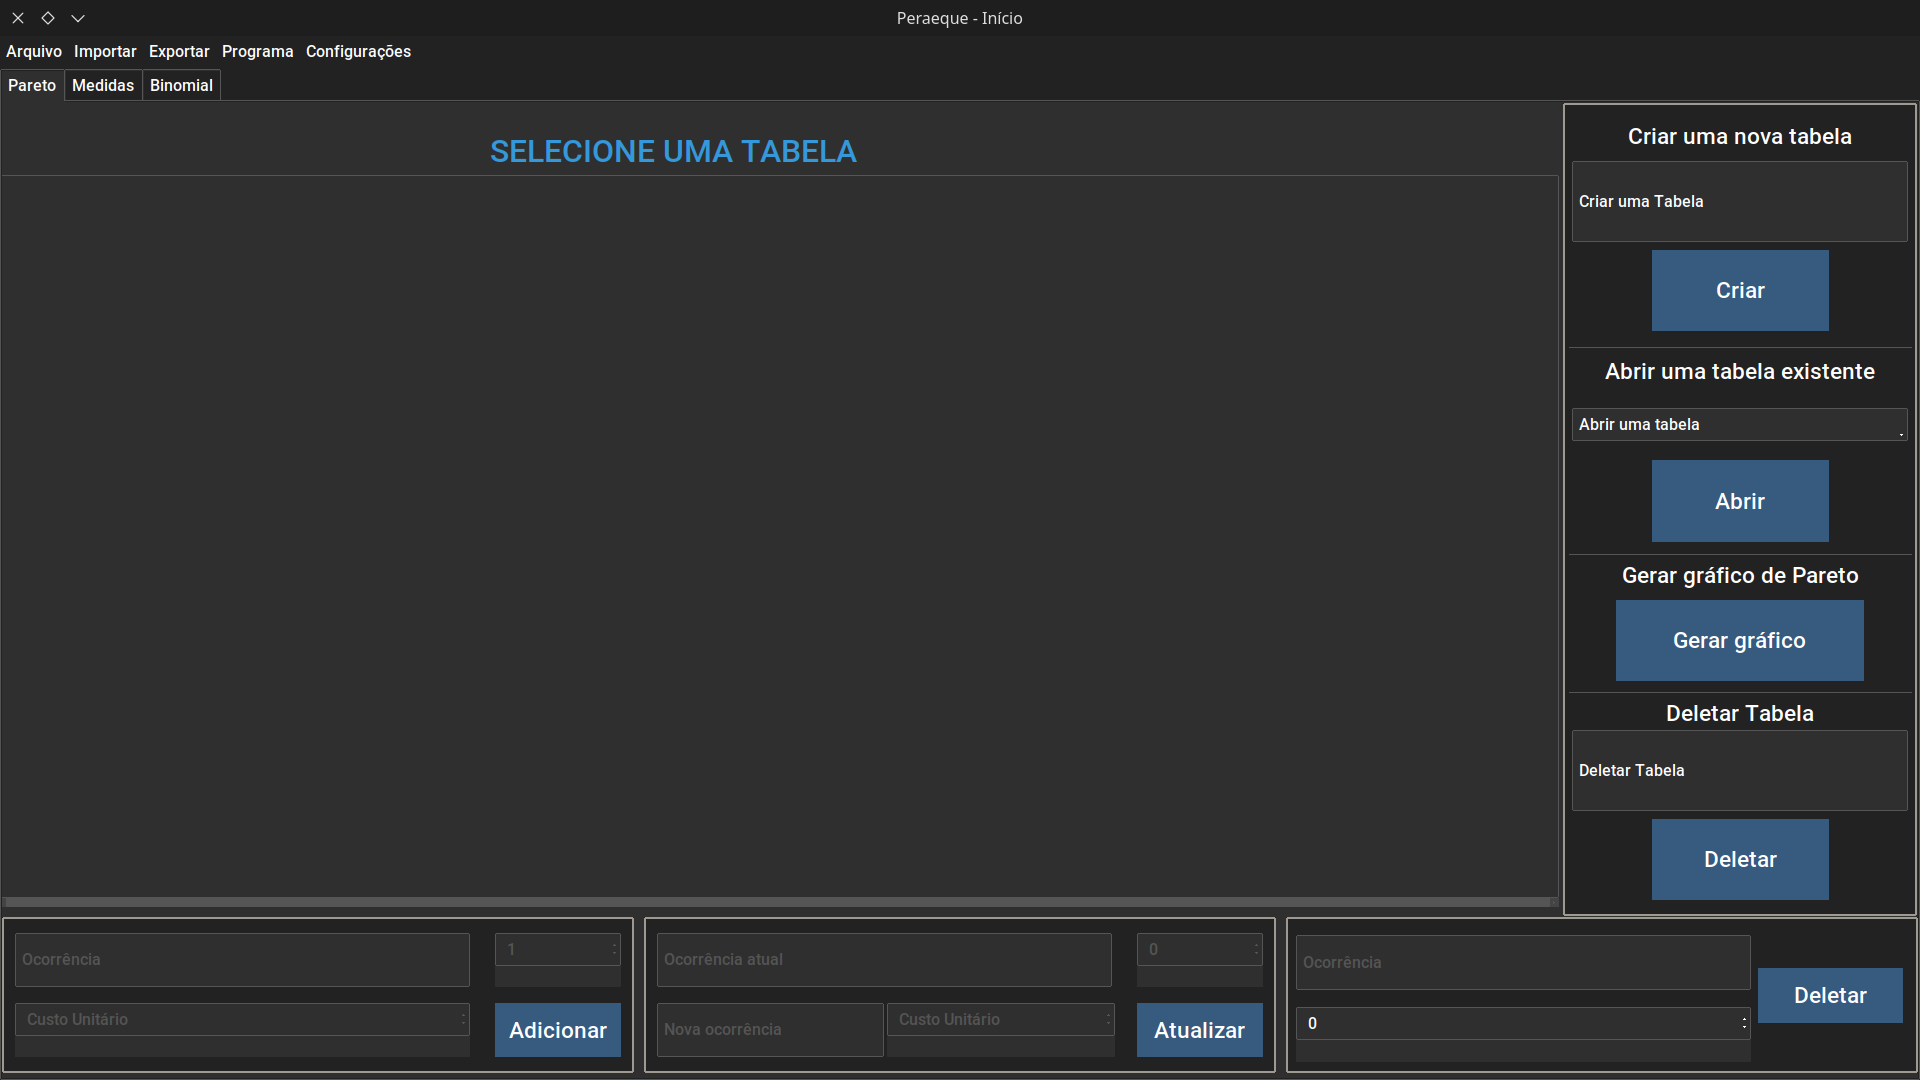 Peraeque - Início
Arquivo Importar Exportar Programa Configurações
Pareto Medidas Binomial
SELECIONE UMA TABELA
Criar uma nova tabela
Criar uma Tabela
Criar
Abrir uma tabela existente
Abrir uma tabela
Abrir
Gerar gráfico de Pareto
Gerar gráfico
Deletar Tabela
Deletar Tabela
Deletar
Ocorrência 1
Custo Unitário Adicionar
Ocorrência atual 0
Nova ocorrência Custo Unitário Atualizar
Ocorrência
0
Deletar